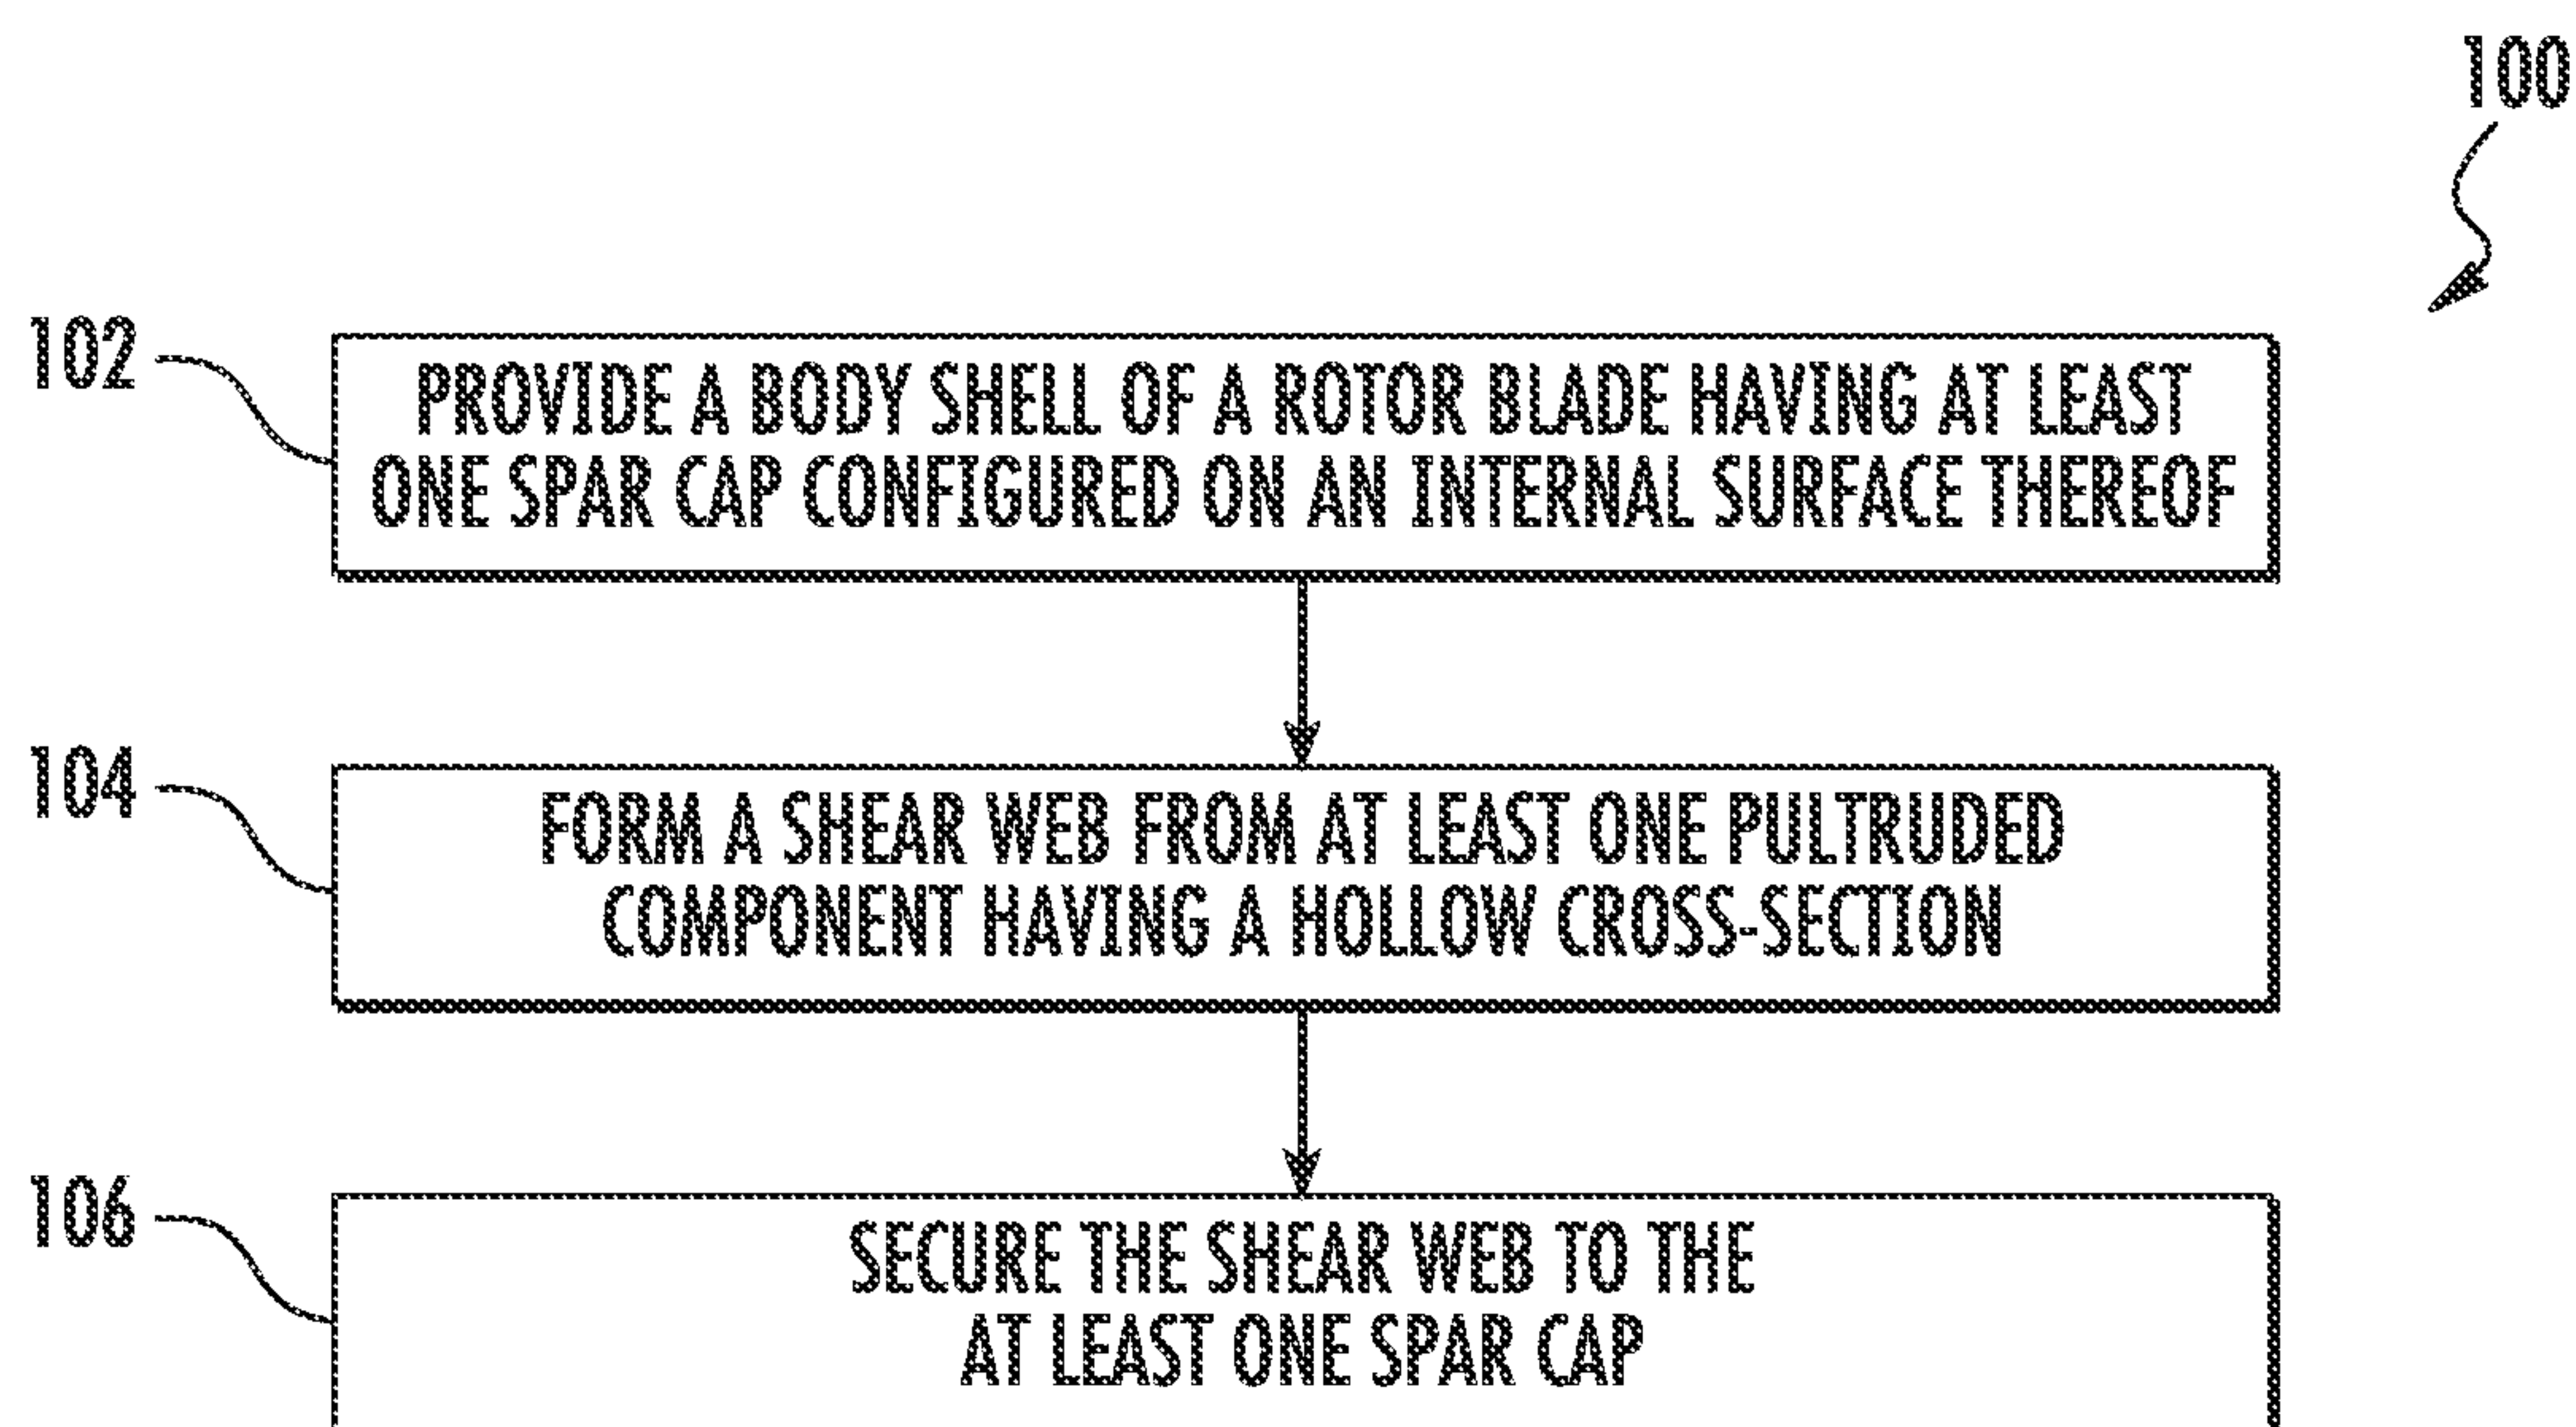 100
102
PROVIDE A BODY SHELL OF A ROTOR BLADE HAVING AT LEAST
ONE SPAR CAP CONFIGURED ON AN INTERNAL SURFACE THEREOF
104
FORM A SHEAR WEB FROM AT LEAST ONE PULTRUDED
COMPONENT HAVING A HOLLOW CROSS-SECTION
106
SECURE THE SHEAR WEB TO THE
AT LEAST ONE SPAR CAP